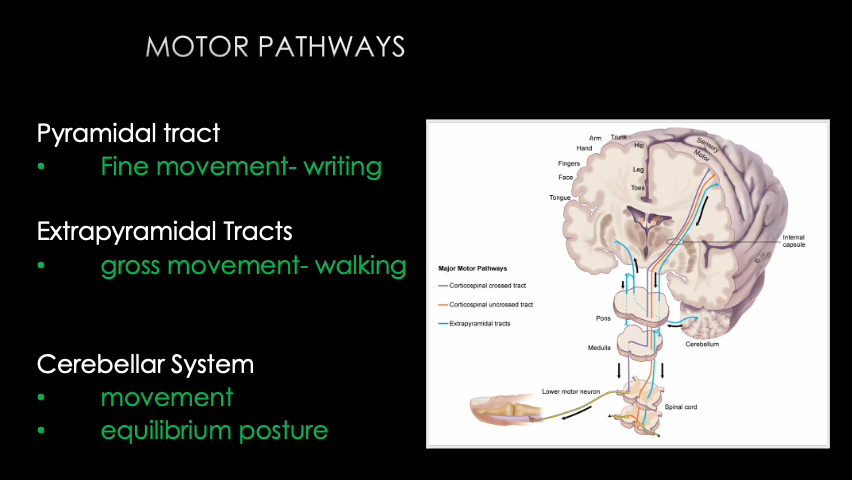 MOTOR PATHWAYS
Pyramidal tract
• Fine movement- writing
Extrapyramidal Tracts
• gross movement- walking
Cerebellar System
• movement
• equilibrium posture
Arm
Trunk
Hip
Hand
Fingers
Leg
Face
Toes
Tongue
Sensory
Motor
Internal
capsule
Major Motor Pathways
Corticospinal crossed tract
Corticospinal uncrossed tract
Extrapyramidal tracts
Pons
Medulla
Cerebellum
Lower motor neuron
Spinal cord